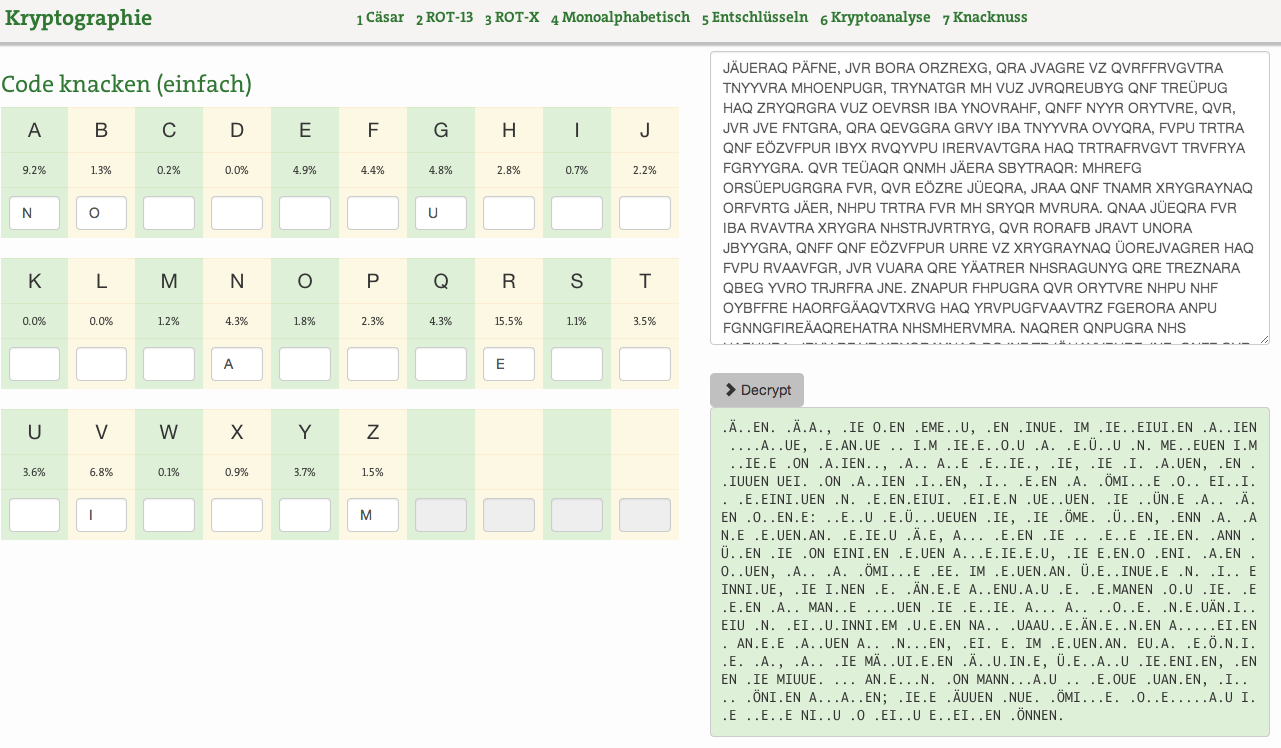 Kryptographie
1 Cäsar 2 ROT-13 3 ROT-X 4 Monoalphabetisch 5 Entschlüsseln 6 Kryptoanalyse 7 Knacknuss
Code knacken (einfach)
A B C D E F G H I J
9.2% 1.3% 0.2% 0.0% 4.9% 4.4% 4.8% 2.8% 0.7% 2.2%
N O U
K L M N O P Q R S T
0.0% 0.0% 1.2% 4.3% 1.8% 2.3% 4.3% 15.5% 1.1% 3.5%
A E
U V W X Y Z
3.6% 6.8% 0.1% 0.9% 3.7% 1.5%
I M
JÄUERAQ PÄFNE, JVR BORA ORZREXG, QRA JVAGRE VZ QVRFFRVGVTRA
TNYYVRA MHOENPUGR, TRYNATGR MH VUZ JVRQREUBYG QNF TREÜPUG
HAQ ZRYQRGRA VUZ OEVRSR IBA YNOVRAHF, QNFF NYYR ORYTVRE, QVR,
JVR JVE FNTGRA, QRA QEVGGRA GRVY IBA TNYYVRA OVYQRA, FVPU TRTRA
QNF EÖZVFPUR IBYX RVQYVPU IRERVAVTGRA HAQ TRTRAFRVGVT TRVFRYA
FGRYYGRA. QVR TEÜAQR QNMH JÄERA SBYTRAQR: MHREFG
ORSÜEPUGRGRA FVR, QVR EÖZRE JÜEQRA, JRAA QNF TNAMR XRYGRAYNAQ
ORFVRTG JÄER, NHPU TRTRA FVR MH SRYQR MVRURA. QNAA JÜEQRA FVR
IBA RVAVTRA XRYGRA NHSTRJVRTRYG, QVR RORAFB JRAVT UNORA
JBYYGRA, QNFF QNF EÖZVFPUR URRE VZ XRYGRAYNAQ ÜOREJVAGRER HAQ
FVPU RVAAVFGR, JVR VUARA QRE YÄATRER NHSRAGUNYG QRE TREZNARA
QBEG YVRO TRJRFRA JNE. ZNAPUR FHPUGRA QVR ORYTVRE NHPU NHF
OYBFFRE HAORFGÄAQVTXRVG HAQ YRVPUGFVAAVTRZ FGERORA ANPU
FGNNGFIREÄAQREHATRA NHSMHERVMRA. NAQRER QNPUGRA NHS
Decrypt
.Ä..EN. .Ä.A., .IE O.EN .EME..U, .EN .INUE. IM .IE..EIUI.EN .A..IEN
....A..UE, .E.AN.UE .. I.M .IE.E..O.U .A. .E.Ü..U .N. ME..EUEN I.M
..IE.E .ON .A.IEN.., .A.. A..E .E..IE., .IE, .IE .I. .A.UEN, .EN .
.IUUEN UEI. .ON .A..IEN .I..EN, .I.. .E.EN .A. .ÖMI...E .O.. EI..I.
. .E.EINI.UEN .N. .E.EN.EIUI. .EI.E.N .UE..UEN. .IE ..ÜN.E .A.. .Ä.
EN .O..EN.E: ..E..U .E.Ü...UEUEN .IE, .IE .ÖME. .Ü..EN, .ENN .A. .A
N.E .E.UEN.AN. .E.IE.U .Ä.E, A... .E.EN .IE .. .E..E .IE.EN. .ANN .
Ü..EN .IE .ON EINI.EN .E.UEN A...E.IE.E.U, .IE E.EN.O .ENI. .A.EN .
O..UEN, .A.. .A. .ÖMI...E .EE. IM .E.UEN.AN. Ü.E..INUE.E .N. .I.. E
INNI.UE, .IE I.NEN .E. .ÄN.E.E A..ENU.A.U .E. .E.MANEN .O.U .IE. .E
.E.EN .A.. MAN..E ....UEN .IE .E..IE. A... A.. ..O..E. .N.E.UÄN.I..
EIU .N. .EI..U.INNI.EM .U.E.EN NA.. .UAAU..E.ÄN.E..N.EN A.....EI.EN
. AN.E.E .A..UEN A.. .N...EN, .EI. E. IM .E.UEN.AN. EU.A. .E.Ö.N.I.
.E. .A., .A.. .IE MÄ..UI.E.EN .Ä..U.IN.E, Ü.E..A..U .IE.ENI.EN, .EN
EN .IE MIUUE. ... AN.E...N. .ON MANN...A.U .. .E.OUE .UAN.EN, .I..
.. .ÖNI.EN A...A..EN; .IE.E .ÄUUEN .NUE. .ÖMI...E. .O..E.....A.U I.
.E ..E..E NI..U .O .EI..U E..EI..EN .ÖNNEN.